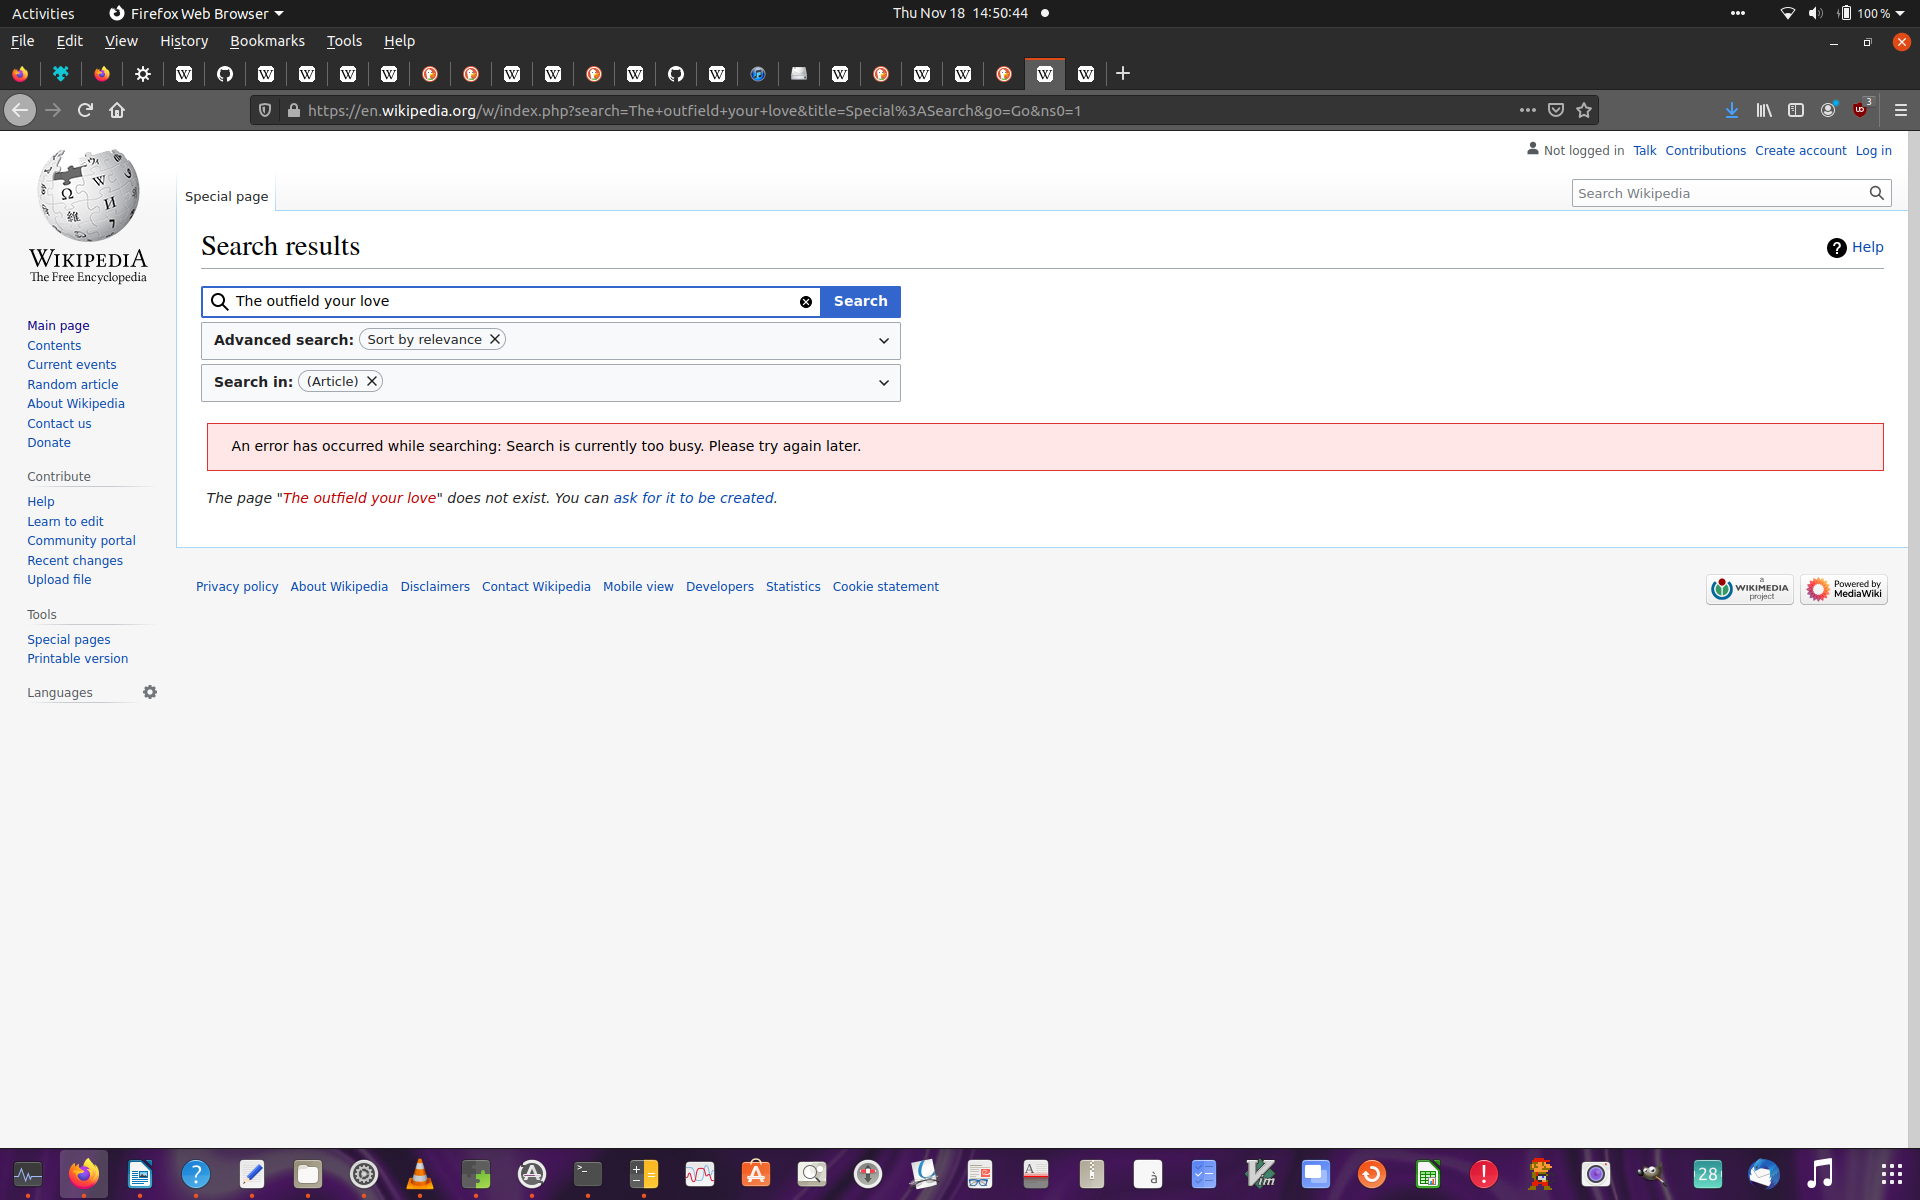 Activities
Firefox Web Browser
Thu Nov 18 14:50:44
100 %
File Edit View History Bookmarks Tools Help
https://en.wikipedia.org/w/index.php?search=The+outfield+your+love&title=Special%3ASearch&go=Go&ns0=1
3
Not logged in Talk Contributions Create account Log in
Special page
Search Wikipedia
WIKIPEDIA
The Free Encyclopedia
Search results
Help
The outfield your love
Search
Advanced search: Sort by relevance
Search in: (Article)
An error has occurred while searching: Search is currently too busy. Please try again later.
The page "The outfield your love" does not exist. You can ask for it to be created.
Main page
Contents
Current events
Random article
About Wikipedia
Contact us
Donate
Contribute
Help
Learn to edit
Community portal
Recent changes
Upload file
Tools
Special pages
Printable version
Languages
Privacy policy About Wikipedia Disclaimers Contact Wikipedia Mobile view Developers Statistics Cookie statement
a
WIKIMEDIA
project
Powered by
MediaWiki
28